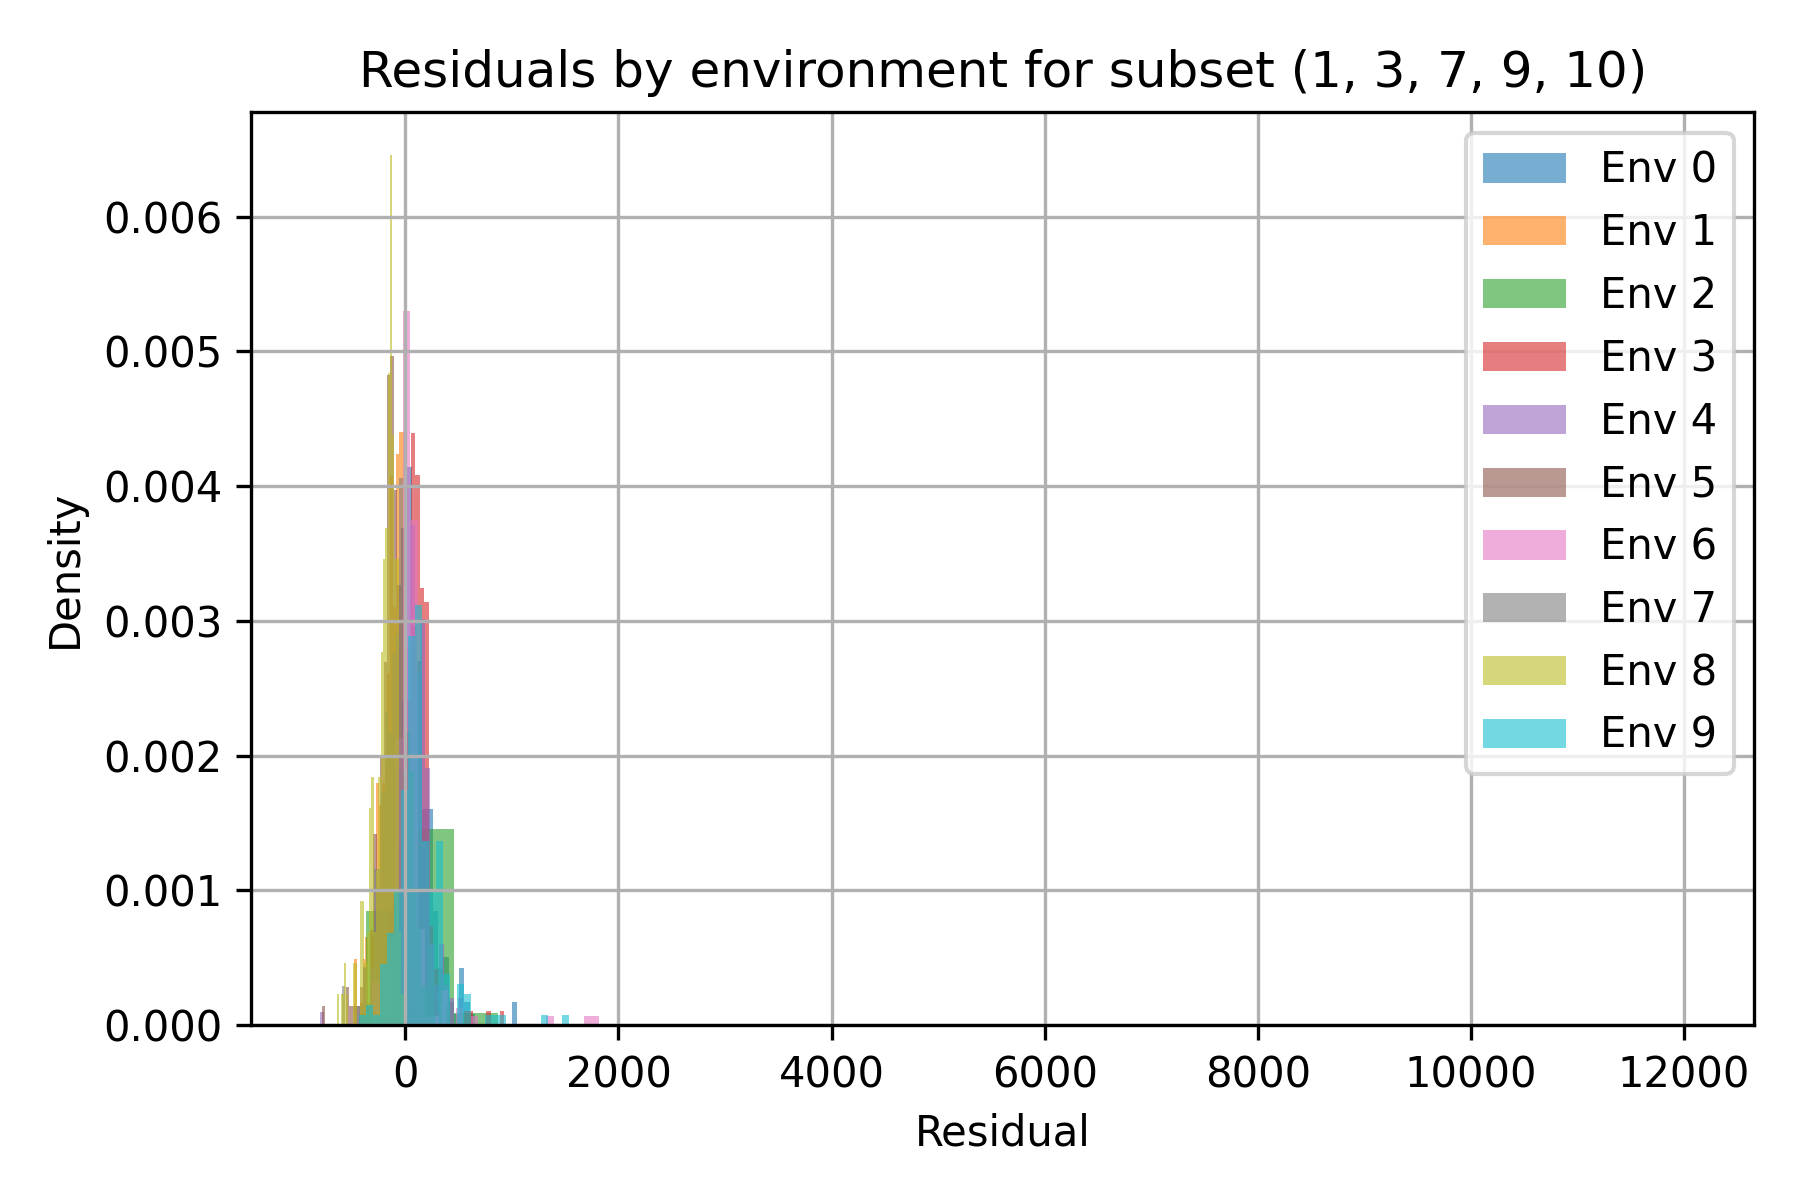 Residuals by environment for subset (1, 3, 7, 9, 10)
0.006
0.005
0.004
0.003
0.002
0.001
0.000
Density
0 2000 4000 6000 8000 10000 12000
Residual
Env 0
Env 1
Env 2
Env 3
Env 4
Env 5
Env 6
Env 7
Env 8
Env 9